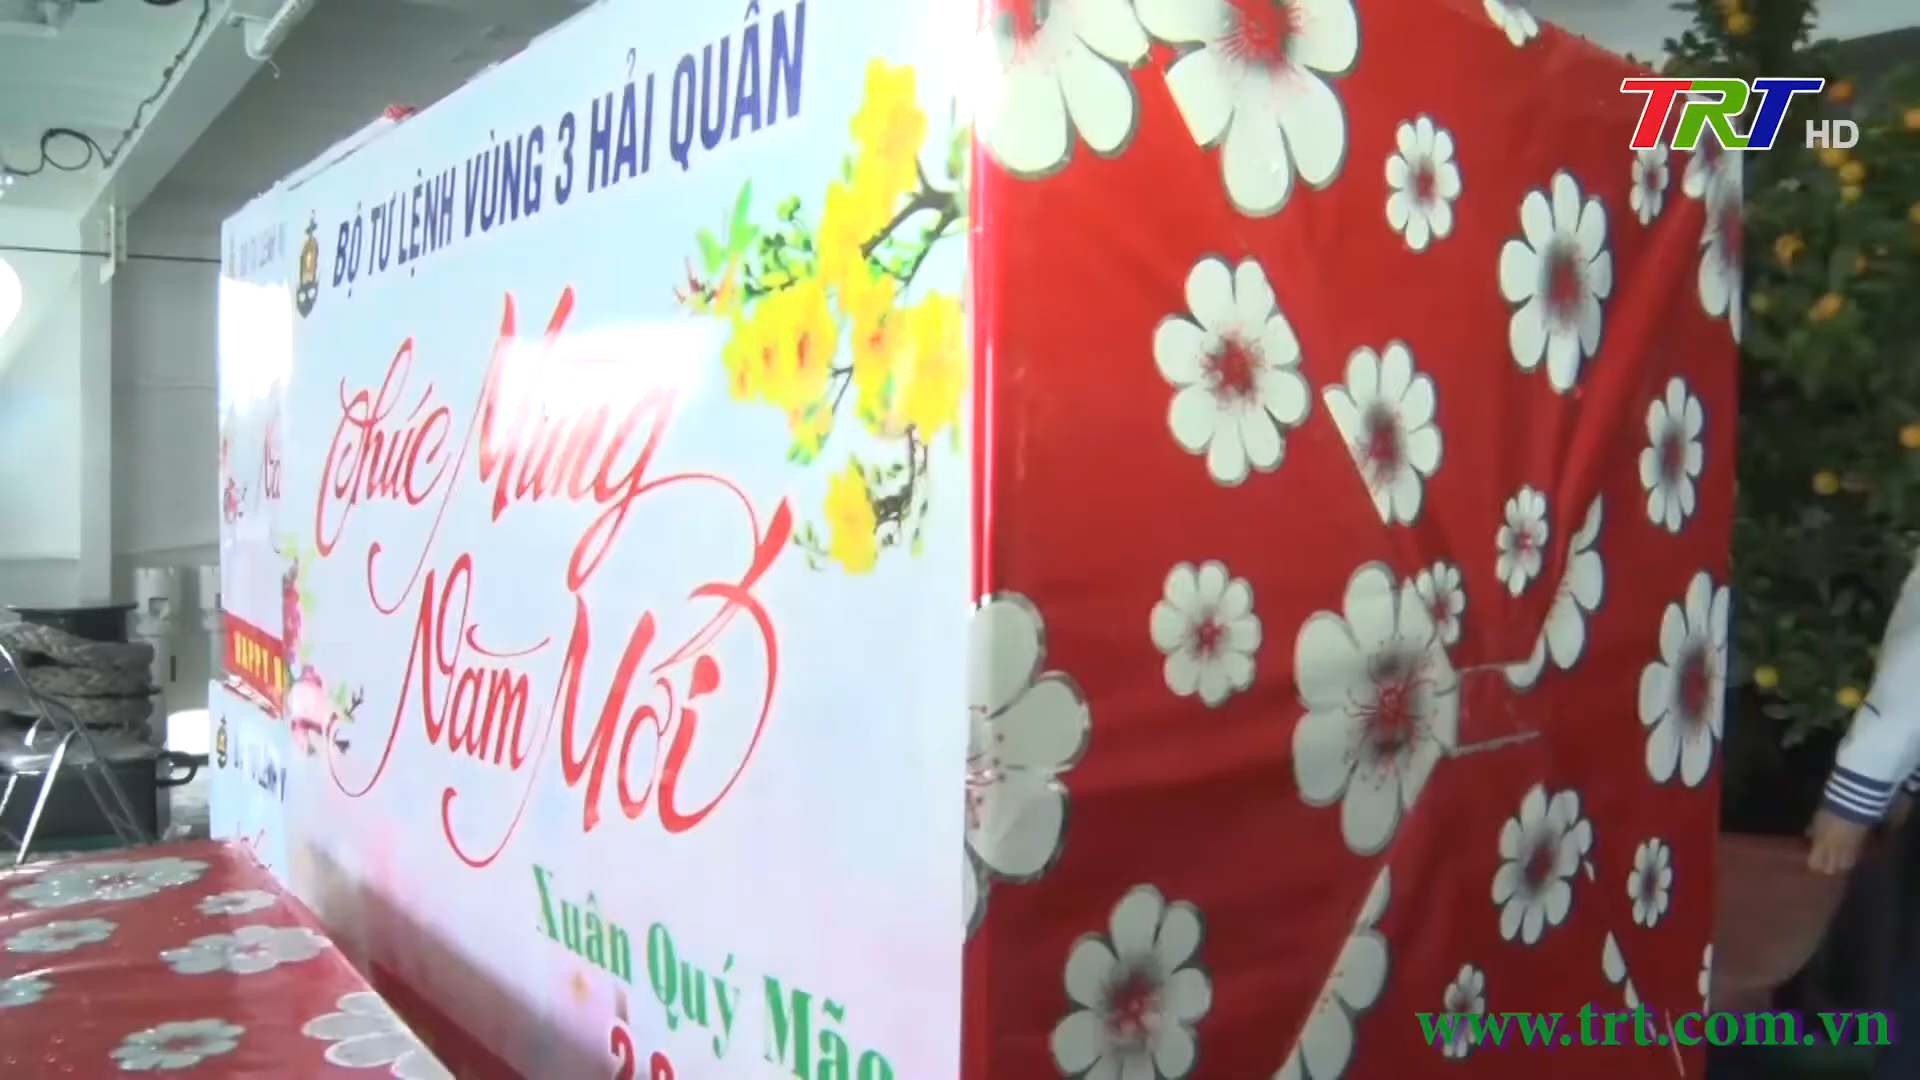 TRT HD
BỘ TƯ LỆNH VÙNG 3 HẢI QUÂN
Chúc Mừng
Năm Mới
Xuân Quý Mão
HAPPY
www.trt.com.vn